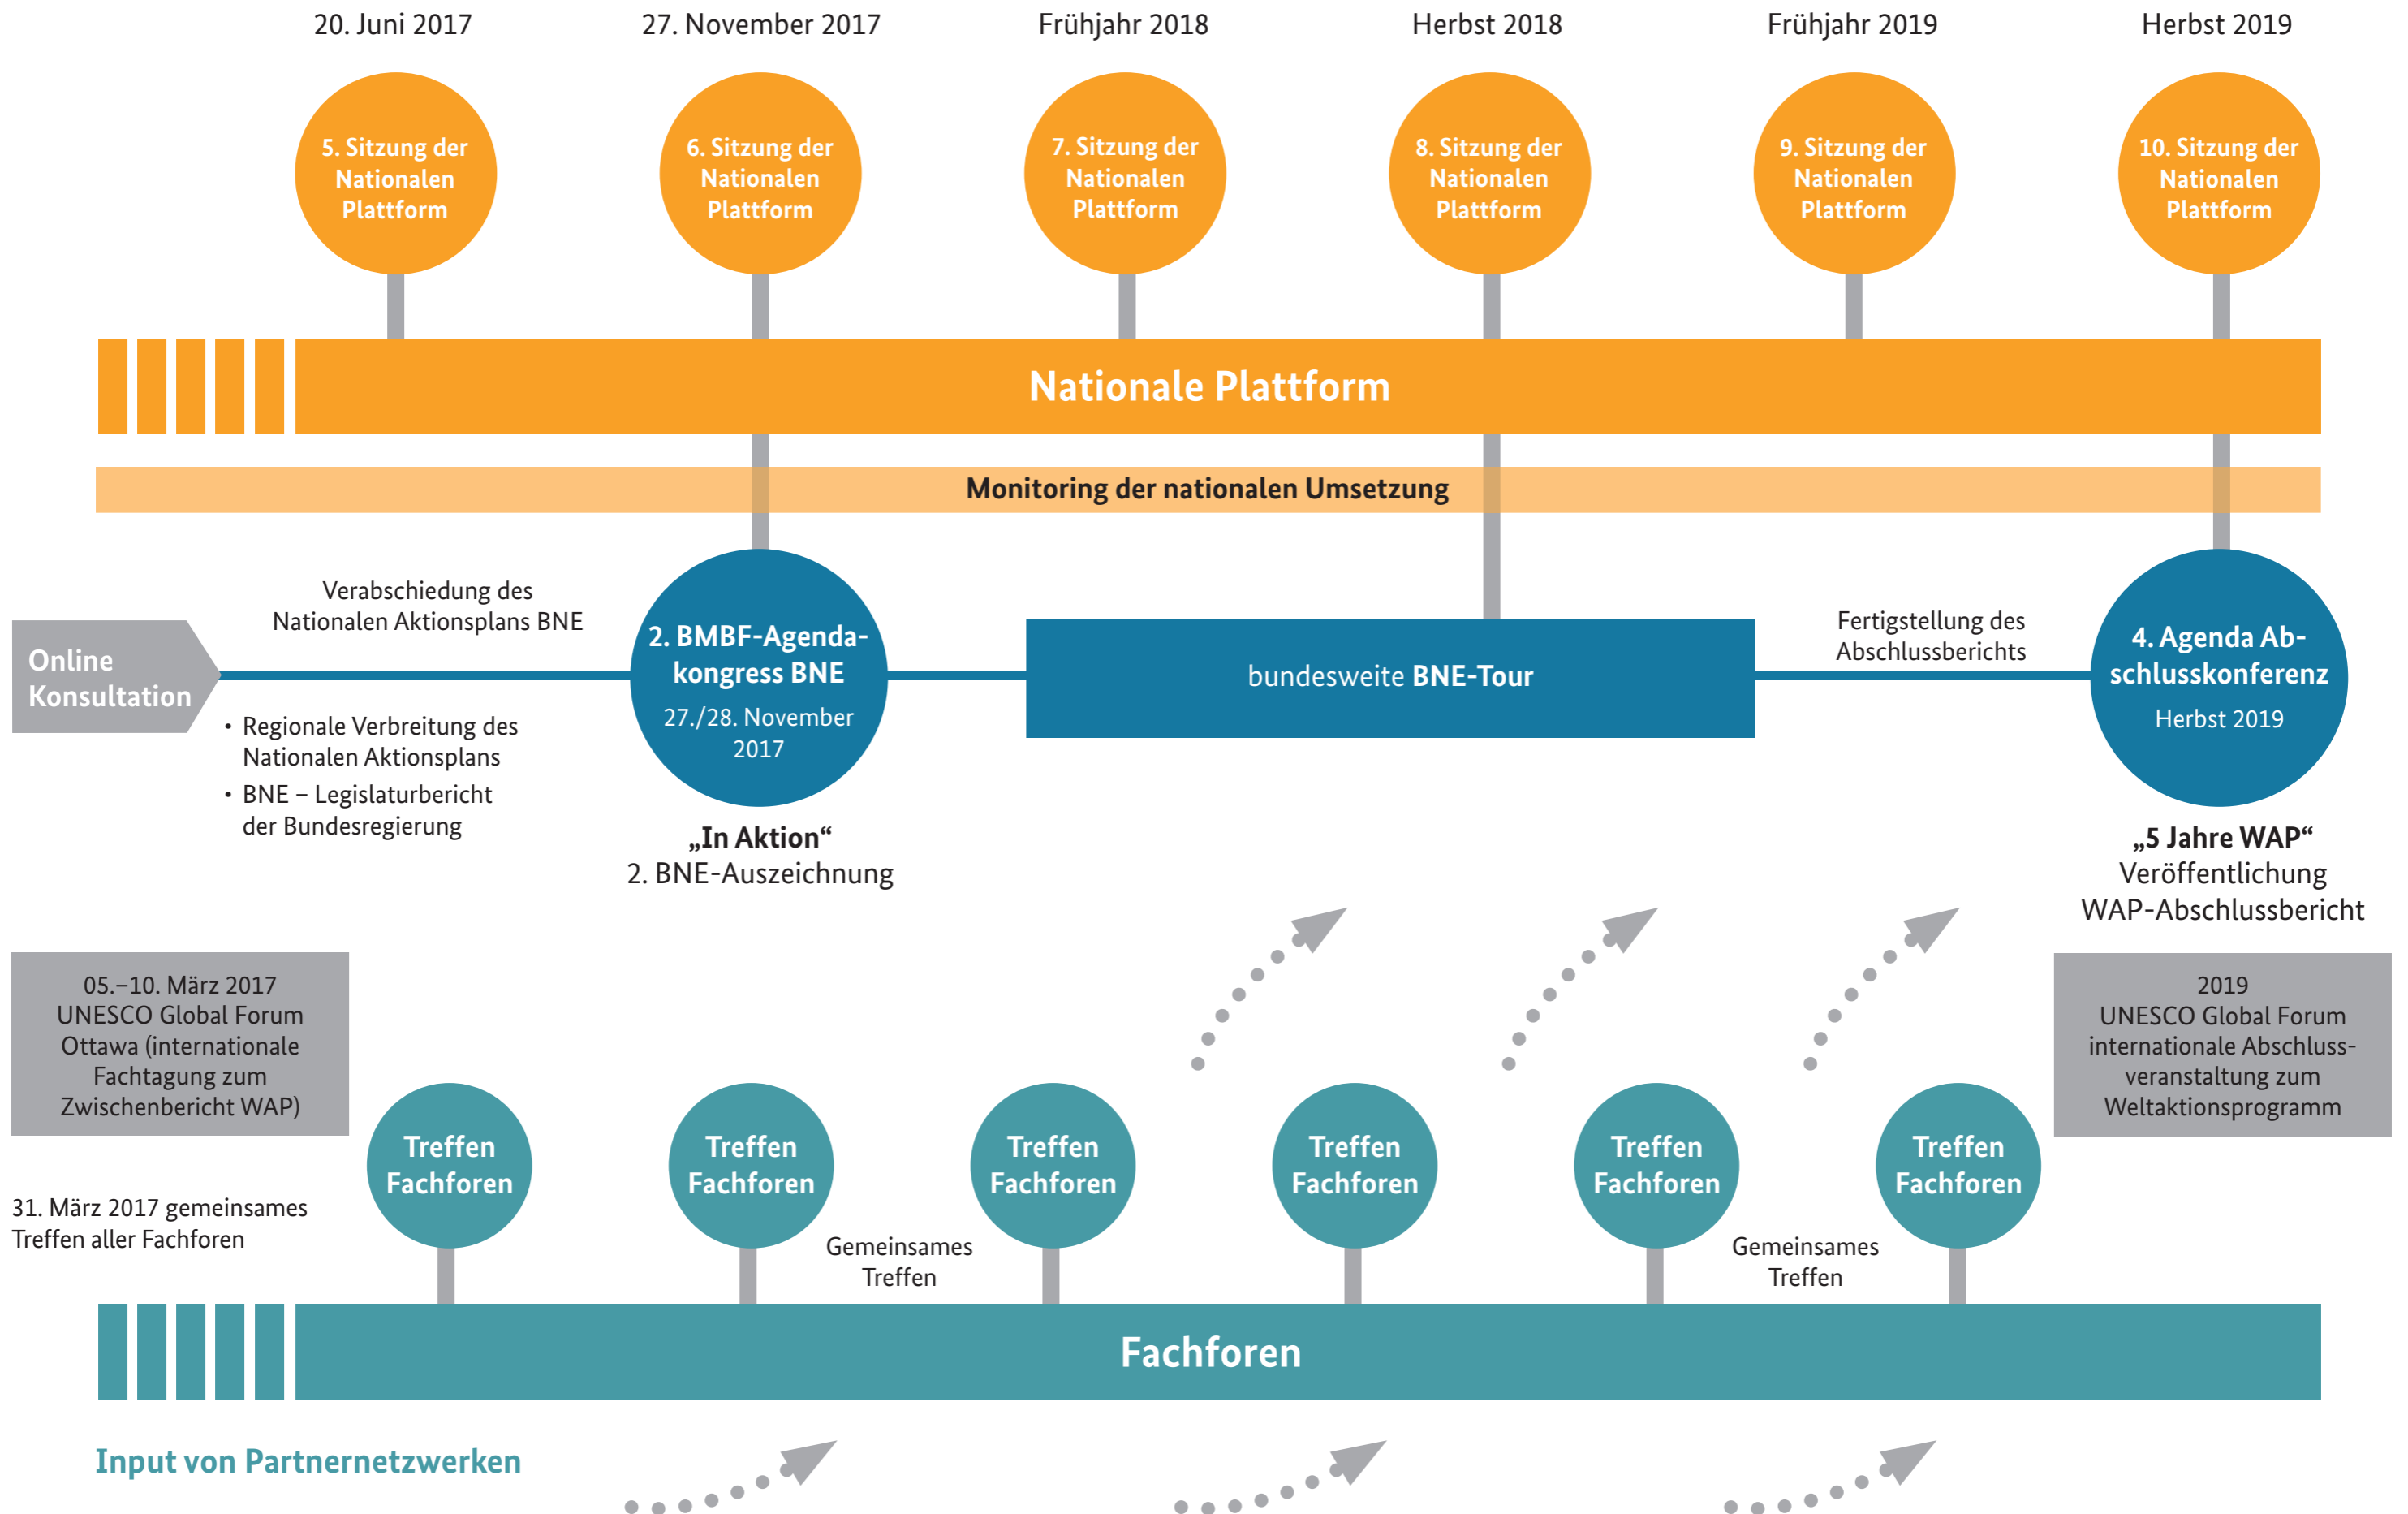 20. Juni 2017
27. November 2017
Frühjahr 2018
Herbst 2018
Frühjahr 2019
Herbst 2019
5. Sitzung der
Nationalen
Plattform
6. Sitzung der
Nationalen
Plattform
7. Sitzung der
Nationalen
Plattform
8. Sitzung der
Nationalen
Plattform
9. Sitzung der
Nationalen
Plattform
10. Sitzung der
Nationalen
Plattform
Nationale Plattform
Monitoring der nationalen Umsetzung
Online
Konsultation
Verabschiedung des
Nationalen Aktionsplans BNE
• Regionale Verbreitung des
Nationalen Aktionsplans
• BNE – Legislaturbericht
der Bundesregierung
2. BMBF-Agenda-
kongress BNE
27./28. November
2017
„In Aktion“
2. BNE-Auszeichnung
bundesweite BNE-Tour
Fertigstellung des
Abschlussberichts
4. Agenda Ab-
schlusskonferenz
Herbst 2019
„5 Jahre WAP“
Veröffentlichung
WAP-Abschlussbericht
05.–10. März 2017
UNESCO Global Forum
Ottawa (internationale
Fachtagung zum
Zwischenbericht WAP)
2019
UNESCO Global Forum
internationale Abschluss-
veranstaltung zum
Weltaktionsprogramm
31. März 2017 gemeinsames
Treffen aller Fachforen
Treffen
Fachforen
Treffen
Fachforen
Gemeinsames
Treffen
Treffen
Fachforen
Treffen
Fachforen
Treffen
Fachforen
Gemeinsames
Treffen
Treffen
Fachforen
Fachforen
Input von Partnernetzwerken